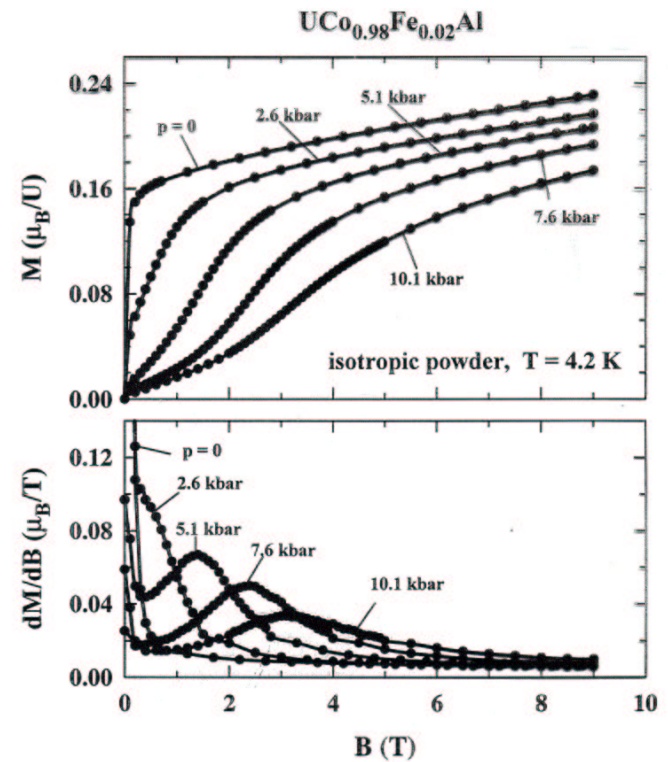 UCo0.98Fe0.02Al
0.24
0.16
0.08
0.00
M (μB/U)
p = 0
2.6 kbar
5.1 kbar
7.6 kbar
10.1 kbar
isotropic powder, T = 4.2 K
0.12
0.08
0.04
0.00
dM/dB (μB/T)
p = 0
2.6 kbar
5.1 kbar
7,6 kbar
10.1 kbar
0 2 4 6 8 10
B (T)